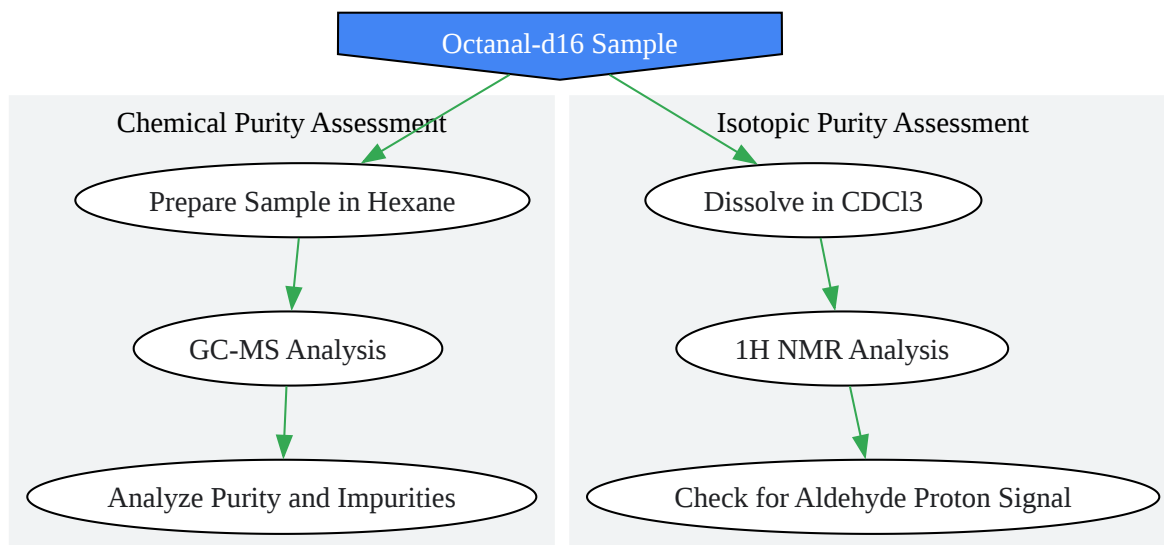 Octanal-d16 Sample
Chemical Purity Assessment
Prepare Sample in Hexane
GC-MS Analysis
Analyze Purity and Impurities
Isotopic Purity Assessment
Dissolve in CDCl3
1H NMR Analysis
Check for Aldehyde Proton Signal